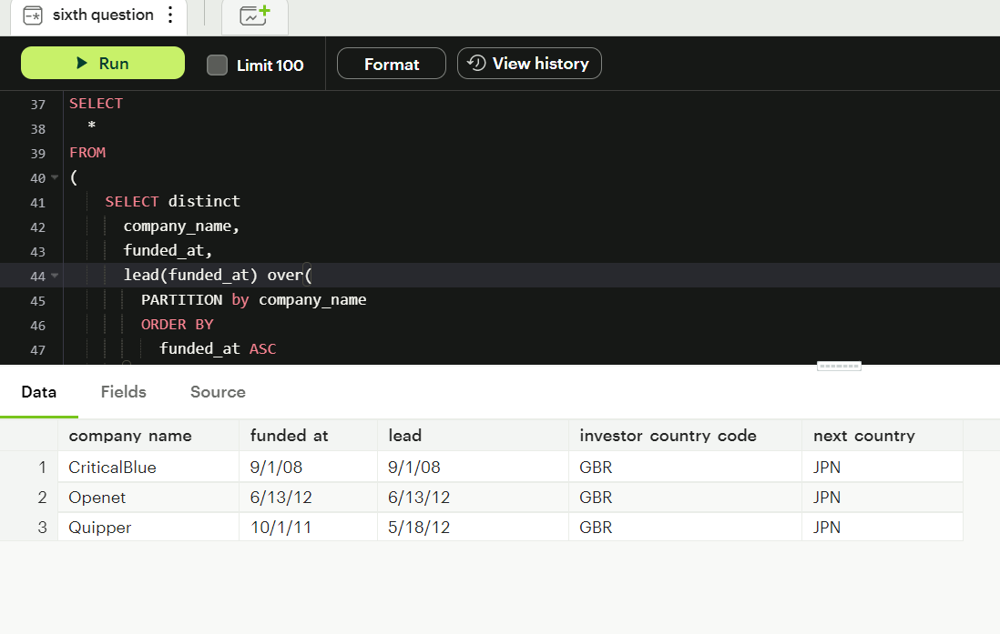 sixth question
Run
Limit 100
Format
View history
37 SELECT
38 *
39 FROM
40 (
41 SELECT distinct
42 company_name,
43 funded_at,
44 lead(funded_at) over(
45 PARTITION by company_name
46 ORDER BY
47 funded_at ASC
Data Fields Source
company name funded at lead investor country code next country
1 CriticalBlue 9/1/08 9/1/08 GBR JPN
2 Openet 6/13/12 6/13/12 GBR JPN
3 Quipper 10/1/11 5/18/12 GBR JPN